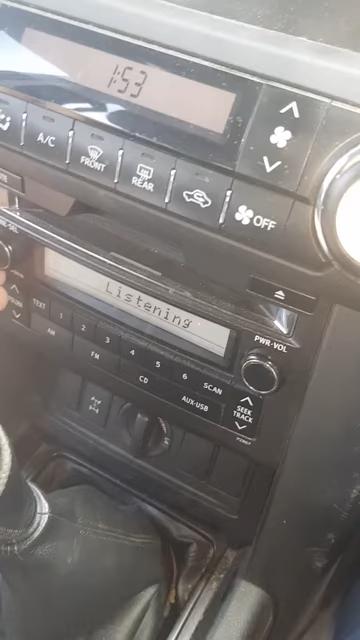 1:53
A/C
FRONT
REAR
OFF
Listening
PWR·VOL
TEXT
1
2
3
4
5
6
SCAN
AM
FM
CD
AUX·USB
SEEK
TRACK